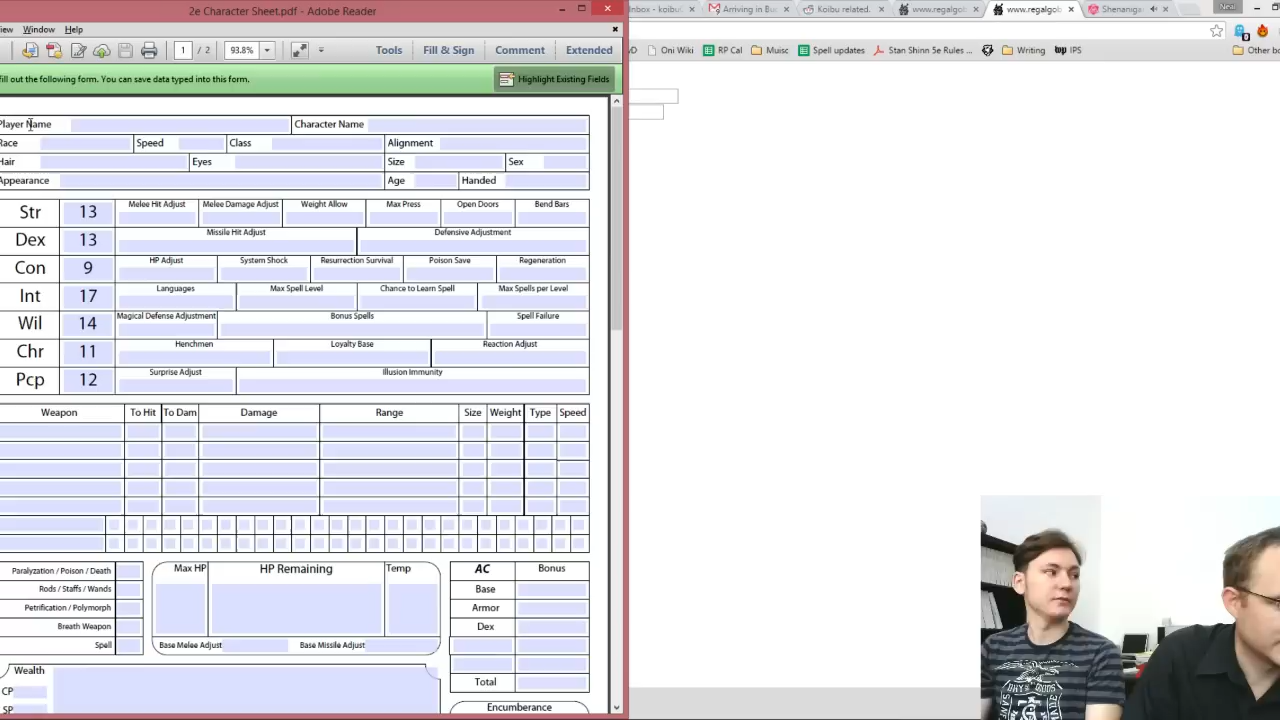 2e Character Sheet.pdf - Adobe Reader
Neal
Inbox - koibu
Arriving in Bu
Koibu related.
www.regalgob
www.regalgob
Shenanig
iew Window Help
1 / 2 93.8% Tools Fill & Sign Comment Extended
Oni Wiki RP Cal Muisc Spell updates Stan Shinn 5e Rules ... Writing IPS Other bo
fill out the following form. You can save data typed into this form. Highlight Existing Fields
Player Name Character Name
Race Speed Class Alignment
Hair Eyes Size Sex
Appearance Age Handed
Str 13 Melee Hit Adjust Melee Damage Adjust Weight Allow Max Press Open Doors Bend Bars
Dex 13 Missile Hit Adjust Defensive Adjustment
Con 9 HP Adjust System Shock Resurrection Survival Poison Save Regeneration
Int 17 Languages Max Spell Level Chance to Learn Spell Max Spells per Level
Wil 14 Magical Defense Adjustment Bonus Spells Spell Failure
Chr 11 Henchmen Loyalty Base Reaction Adjust
Pcp 12 Surprise Adjust Illusion Immunity
Weapon To Hit To Dam Damage Range Size Weight Type Speed
Paralyzation / Poison / Death Max HP HP Remaining Temp AC Bonus
Rods / Staffs / Wands Base
Petrification / Polymorph Armor
Breath Weapon Dex
Spell Base Melee Adjust Base Missile Adjust
Wealth
Total
CP
SP
Encumberance